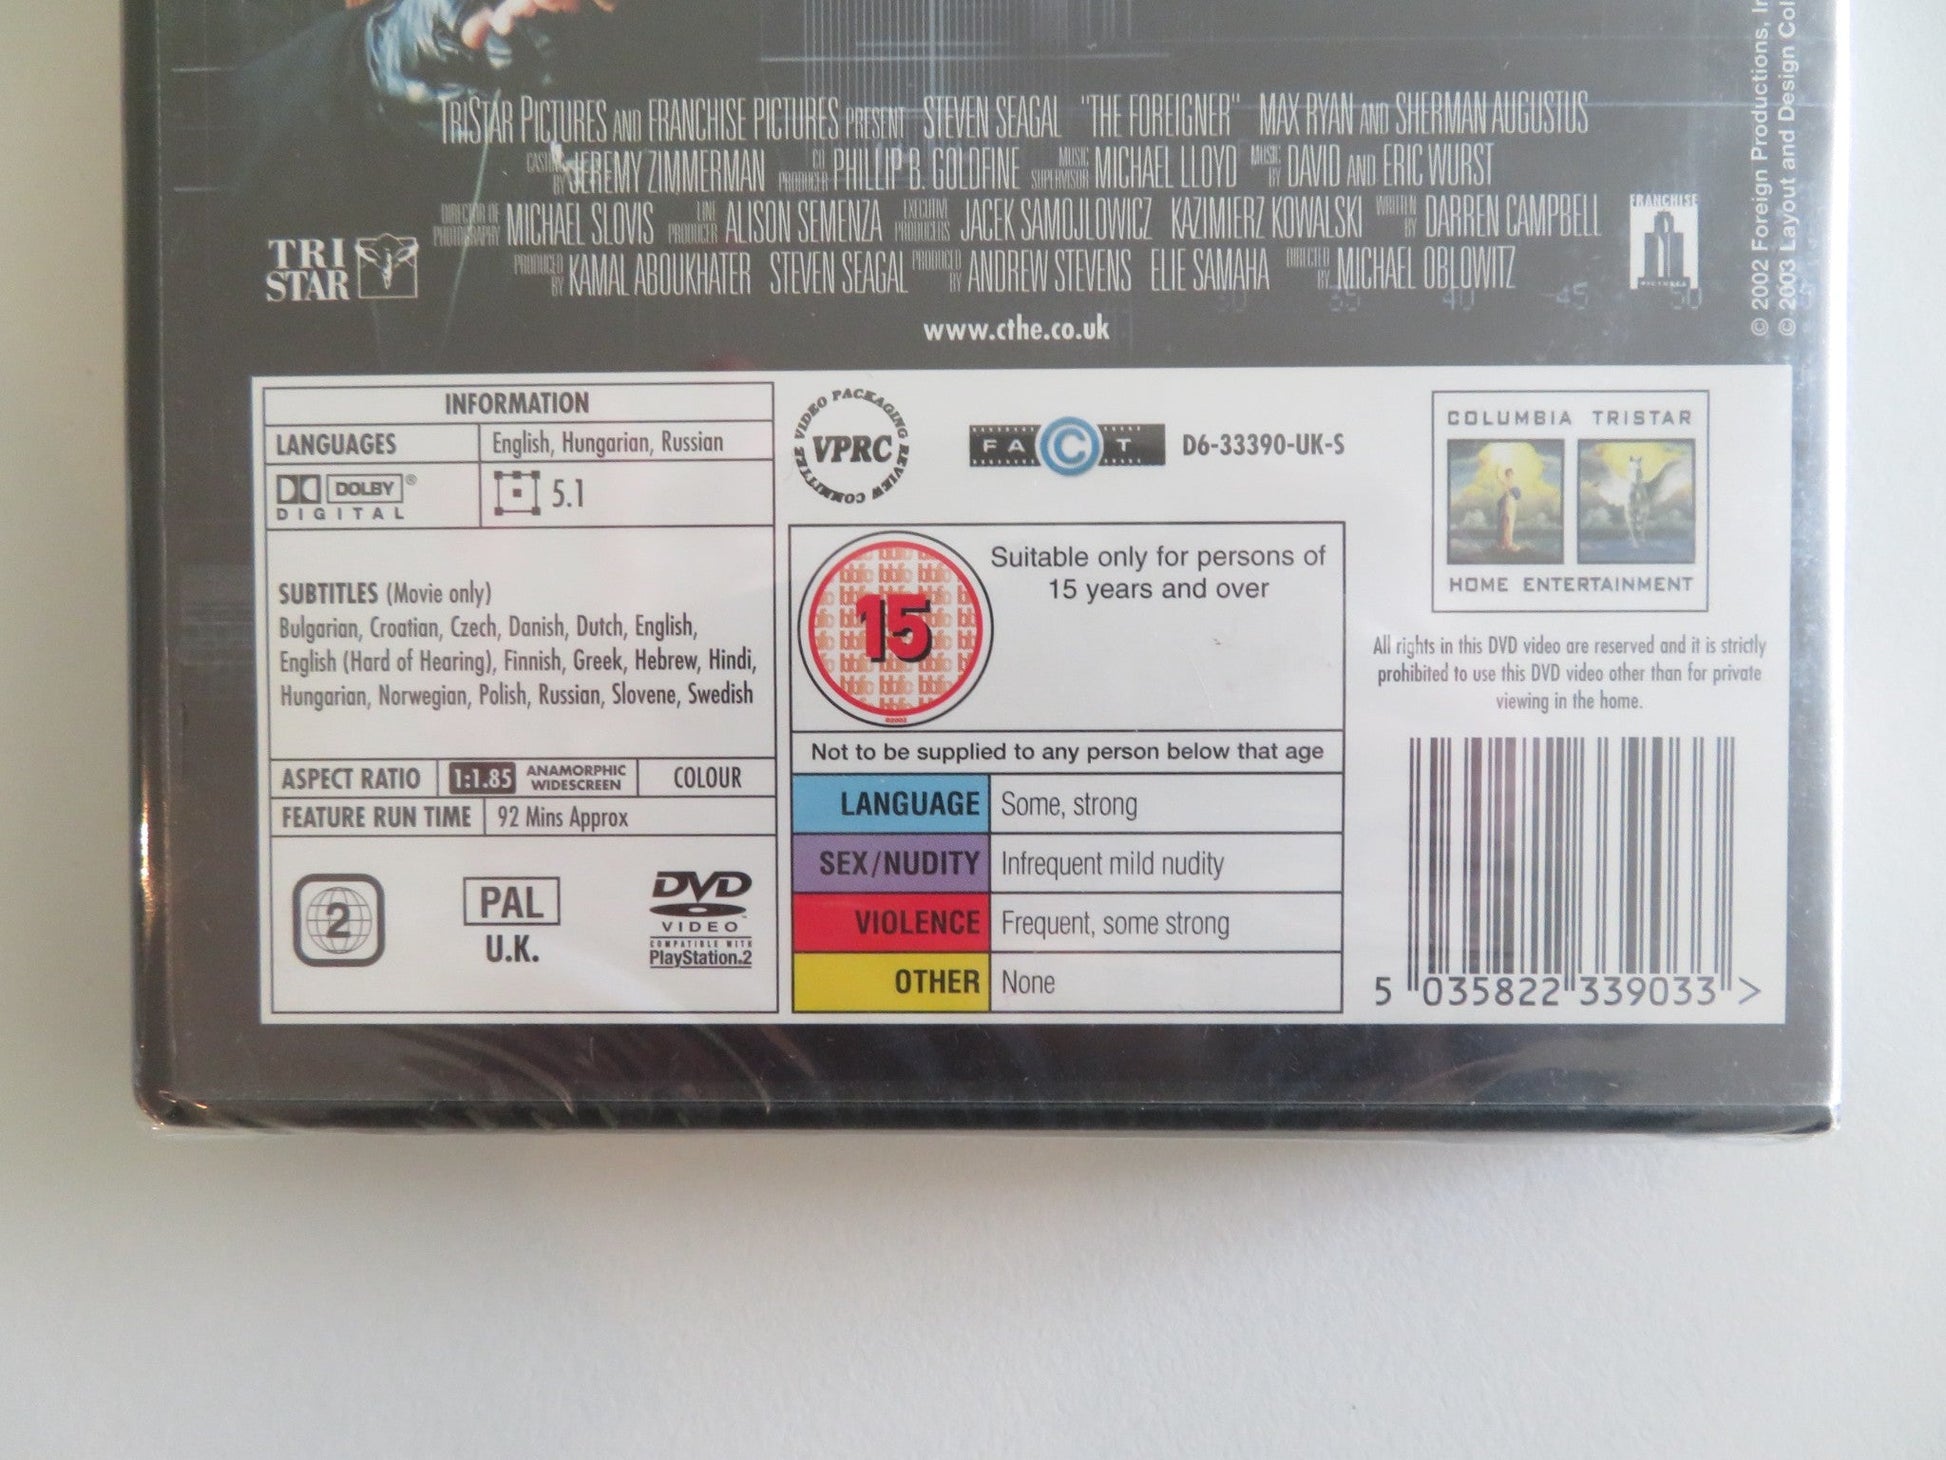 TRISTAR PICTURES AND FRANCHISE PICTURES PRESENT STEVEN SEAGAL "THE FOREIGNER" MAX RYAN AND SHERMAN AUGUSTUS
CASTING BY JEREMY ZIMMERMAN CO PRODUCER PHILLIP B. GOLDFINE MUSIC SUPERVISOR MICHAEL LLOYD MUSIC BY DAVID AND ERIC WURST
DIRECTOR OF PHOTOGRAPHY MICHAEL SLOVIS LINE PRODUCER ALISON SEMENZA EXECUTIVE PRODUCERS JACEK SAMOJLOWICZ KAZIMIERZ KOWALSKI WRITTEN BY DARREN CAMPBELL
PRODUCED BY KAMAL ABOUKHATER STEVEN SEAGAL PRODUCED BY ANDREW STEVENS ELIE SAMAHA DIRECTED BY MICHAEL OBLOWITZ
TRI
STAR
FRANCHISE
PICTURES
30 35 40 45 50
www.cthe.co.uk
© 2002 Foreign Productions, In
© 2003 Layout and Design Col
INFORMATION
LANGUAGES English, Hungarian, Russian
DOLBY®
DIGITAL
5.1
SUBTITLES (Movie only)
Bulgarian, Croatian, Czech, Danish, Dutch, English,
English (Hard of Hearing), Finnish, Greek, Hebrew, Hindi,
Hungarian, Norwegian, Polish, Russian, Slovene, Swedish
ASPECT RATIO 1:1.85 ANAMORPHIC WIDESCREEN COLOUR
FEATURE RUN TIME 92 Mins Approx
2
PAL
U.K.
DVD
VIDEO™
COMPATIBLE WITH
PlayStation.2
VIDEO PACKAGING REVIEW COMMITTEE
VPRC
FACT D6-33390-UK-S
bbfc
15
©2002
Suitable only for persons of
15 years and over
Not to be supplied to any person below that age
LANGUAGE Some, strong
SEX/NUDITY Infrequent mild nudity
VIOLENCE Frequent, some strong
OTHER None
COLUMBIA TRISTAR
HOME ENTERTAINMENT
All rights in this DVD video are reserved and it is strictly
prohibited to use this DVD video other than for private
viewing in the home.
5 035822 339033 >